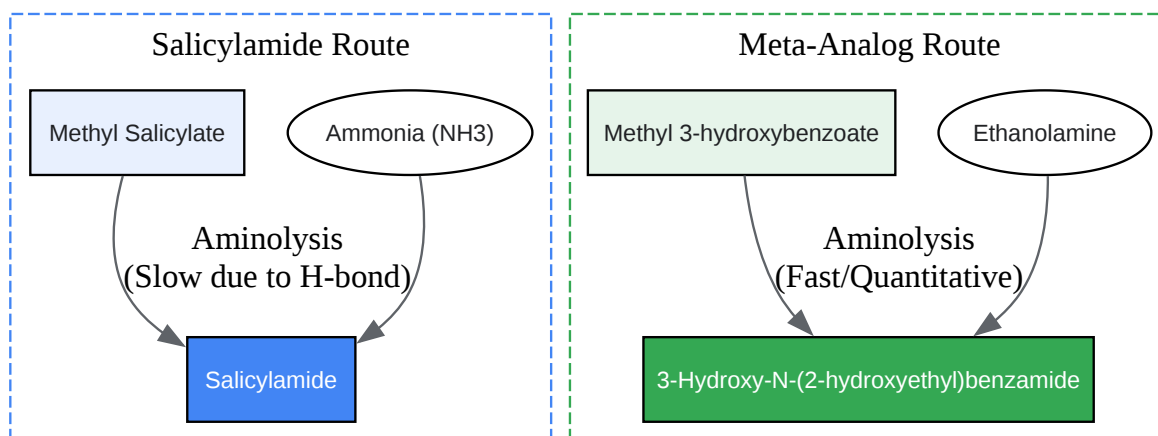 Salicylamide Route
Methyl Salicylate
Ammonia (NH3)
Aminolysis
(Slow due to H-bond)
Salicylamide
Meta-Analog Route
Methyl 3-hydroxybenzoate
Ethanolamine
Aminolysis
(Fast/Quantitative)
3-Hydroxy-N-(2-hydroxyethyl)benzamide